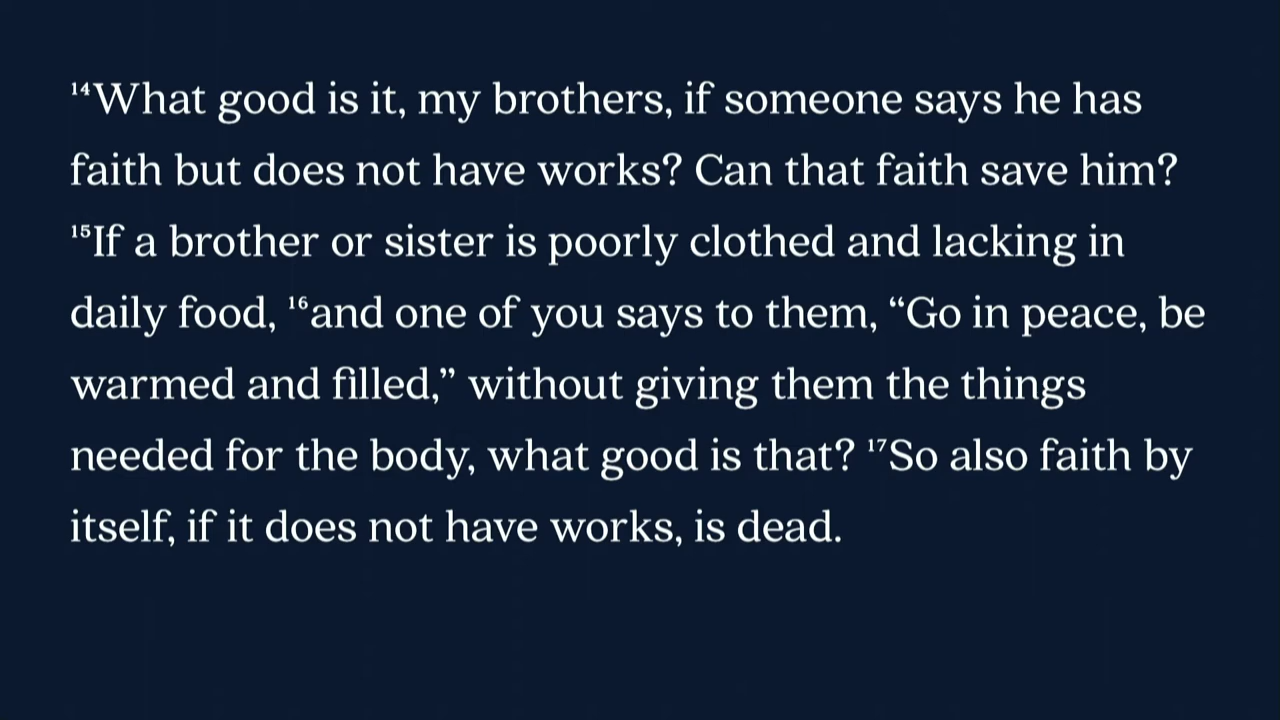 ¹⁴What good is it, my brothers, if someone says he has
faith but does not have works? Can that faith save him?
¹⁵If a brother or sister is poorly clothed and lacking in
daily food, ¹⁶and one of you says to them, “Go in peace, be
warmed and filled,” without giving them the things
needed for the body, what good is that? ¹⁷So also faith by
itself, if it does not have works, is dead.